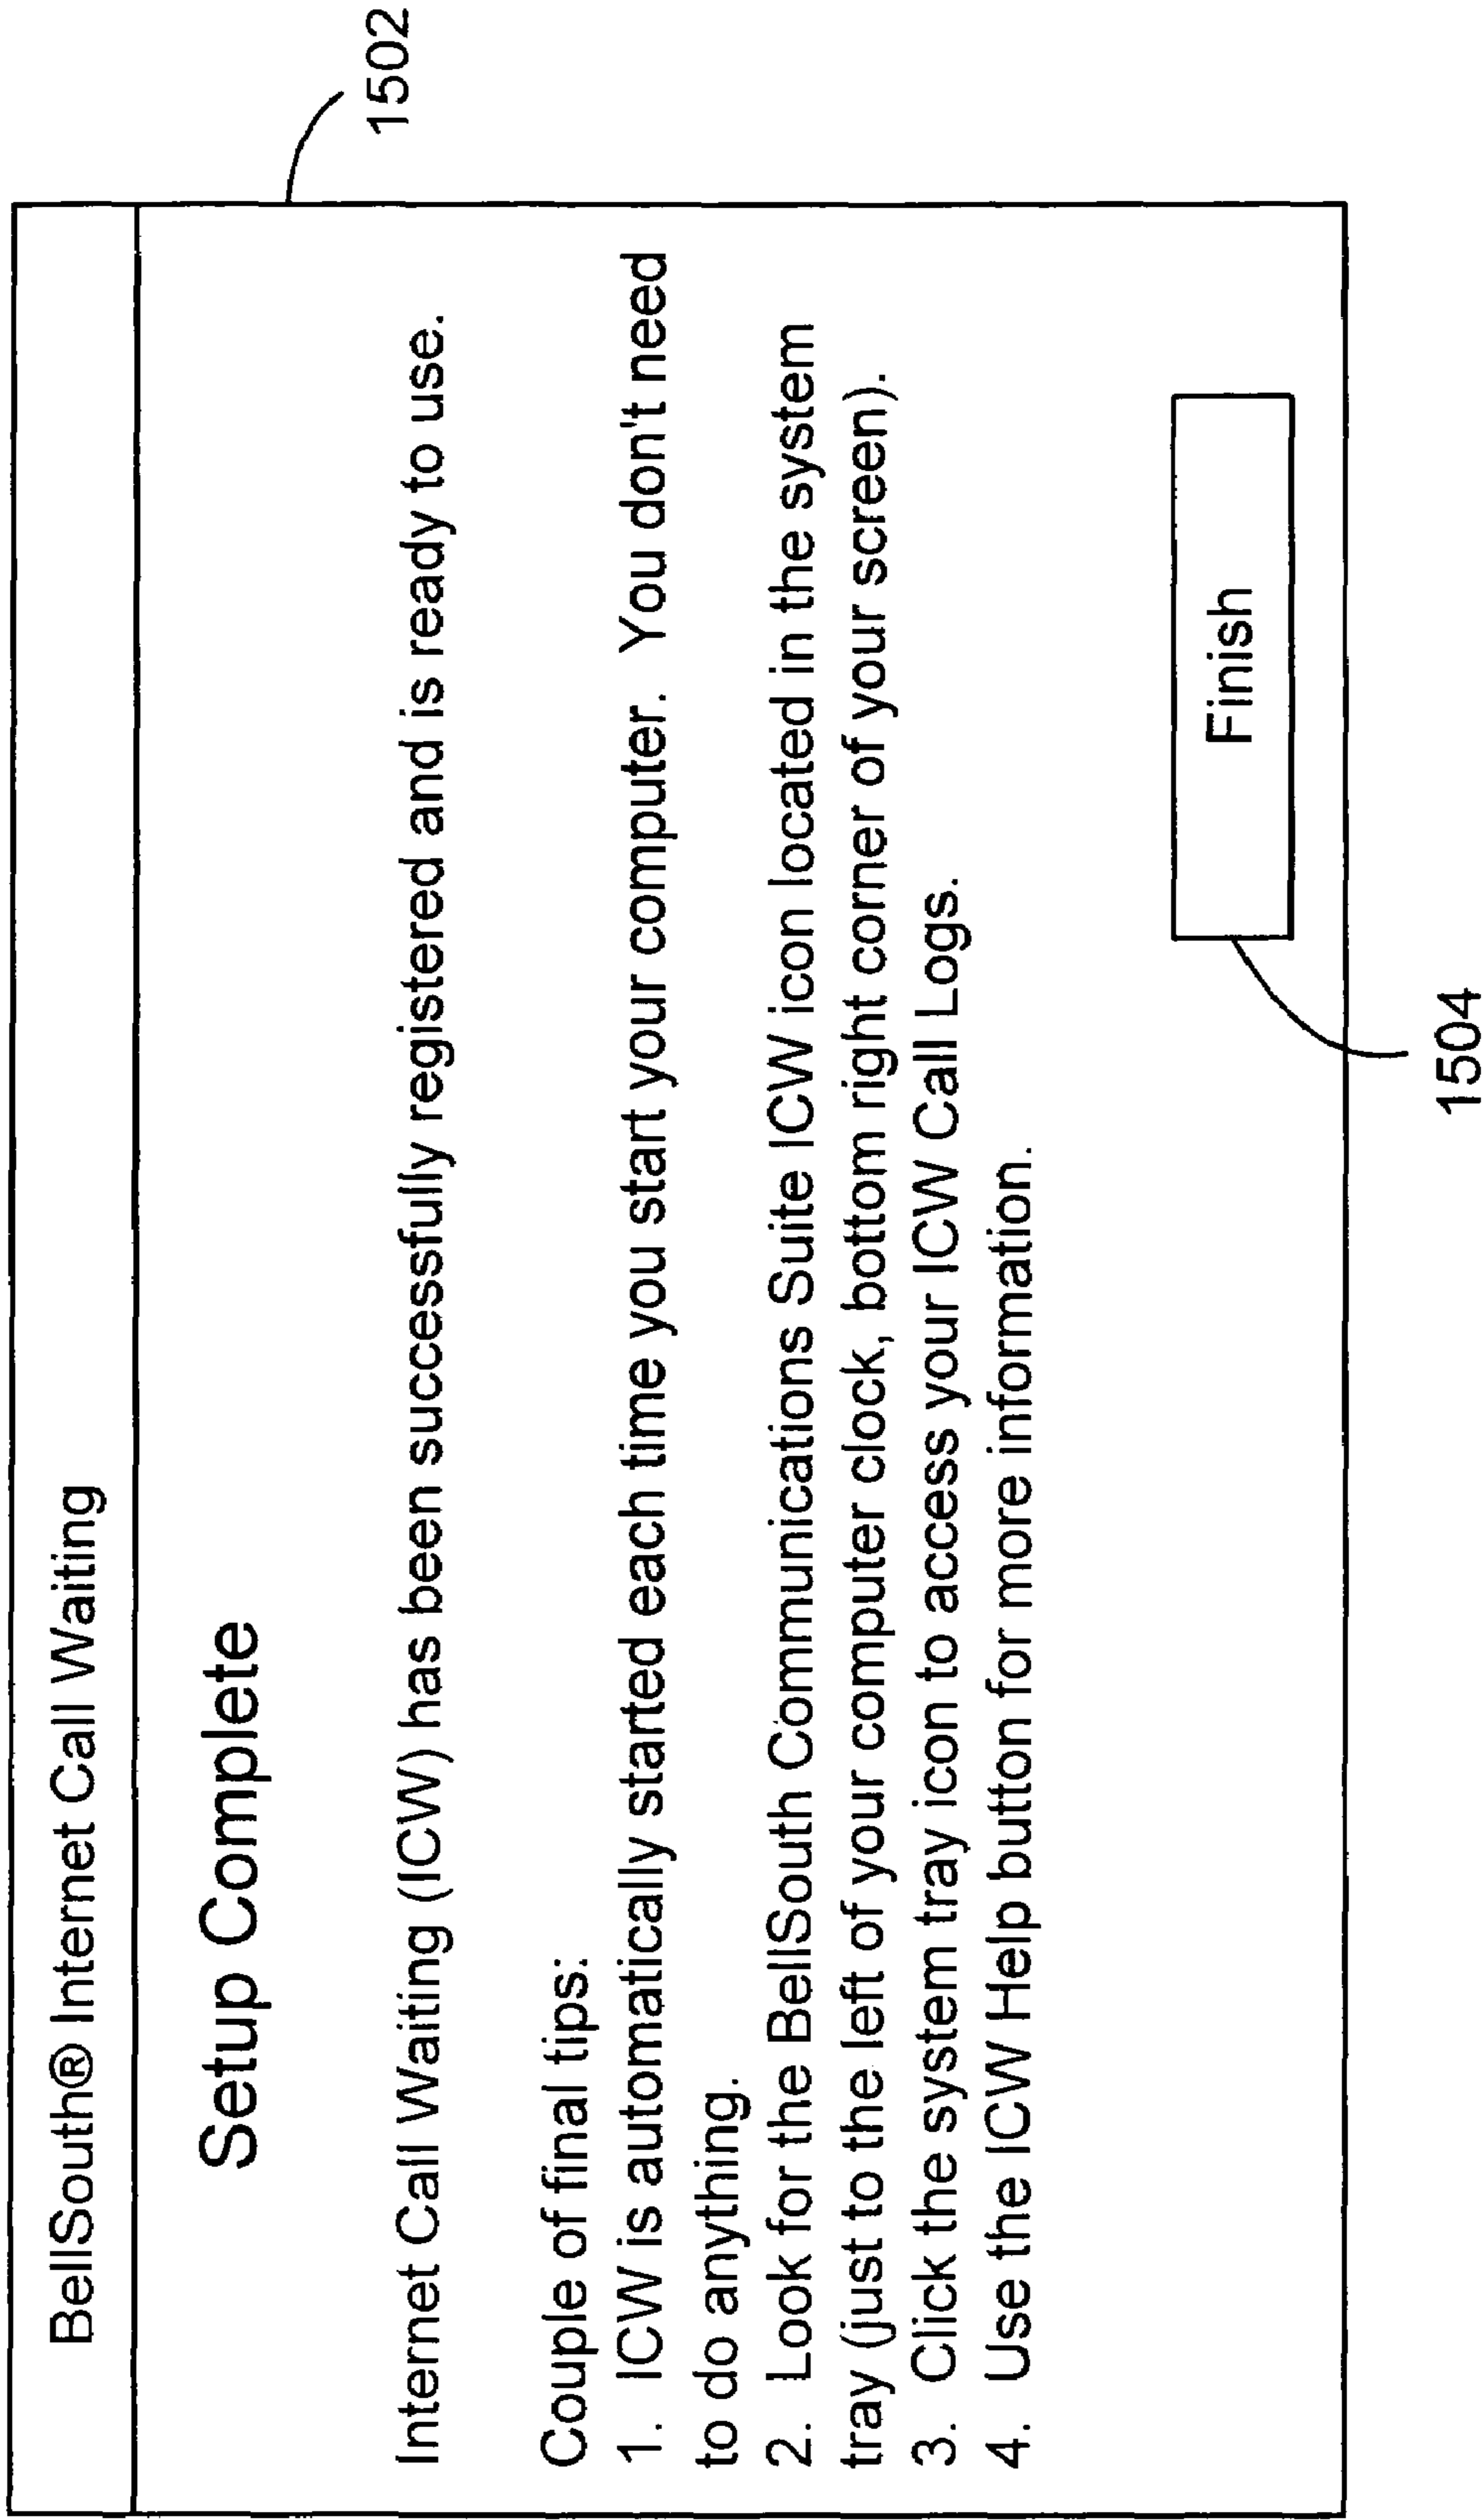 BellSouth® Internet Call Waiting
Setup Complete
1502
Internet Call Waiting (ICW) has been successfully registered and is ready to use.
Couple of final tips:
1. ICW is automatically started each time you start your computer. You don't need
to do anything.
2. Look for the BellSouth Communications Suite ICW icon located in the system
tray (just to the left of your computer clock, bottom right corner of your screen).
3. Click the system tray icon to access your ICW Call Logs.
4. Use the ICW Help button for more information.
Finish
1504